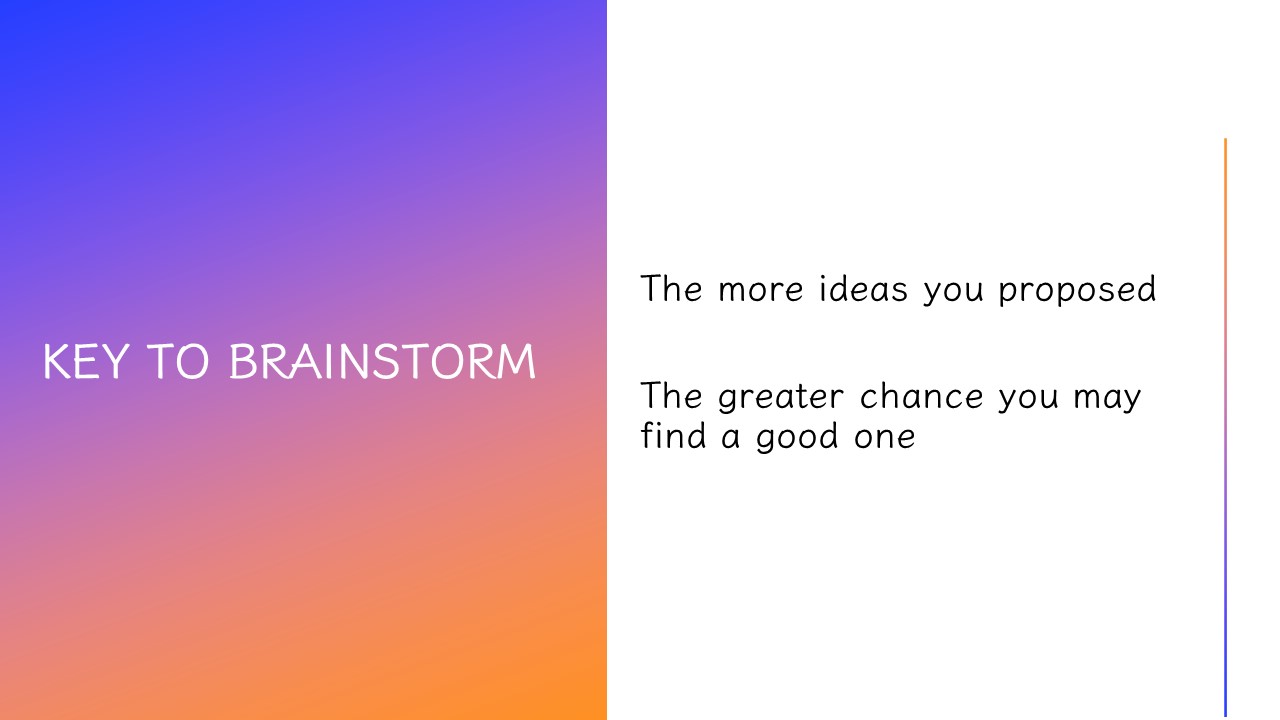 KEY TO BRAINSTORM
The more ideas you proposed
The greater chance you may
find a good one